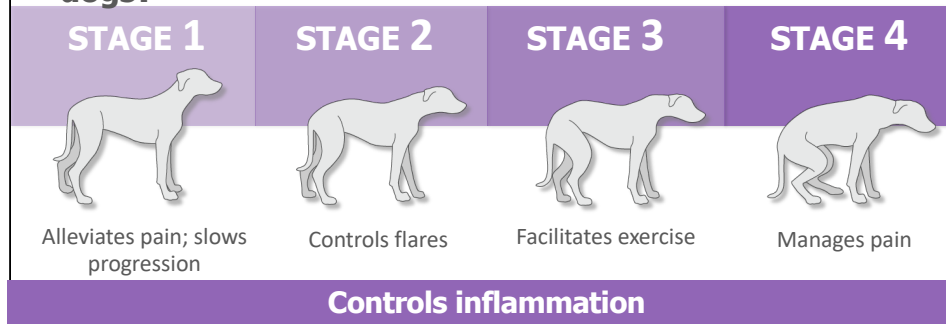 dogs.
STAGE 1
STAGE 2
STAGE 3
STAGE 4
Alleviates pain; slows
progression
Controls flares
Facilitates exercise
Manages pain
Controls inflammation